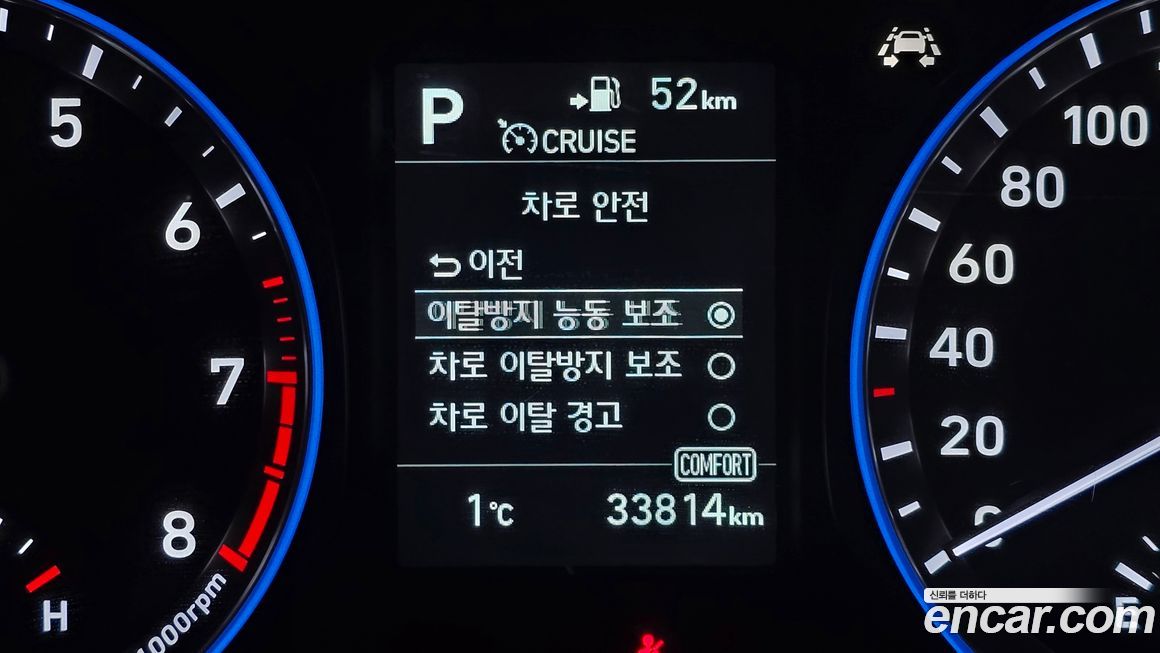 5
6
7
8
H
1000rpm
P
52km
CRUISE
차로 안전
이전
이탈방지 능동 보조
차로 이탈방지 보조
차로 이탈 경고
COMFORT
1℃
33814km
100
80
60
40
20
0
E
신뢰를 더하다
encar.com